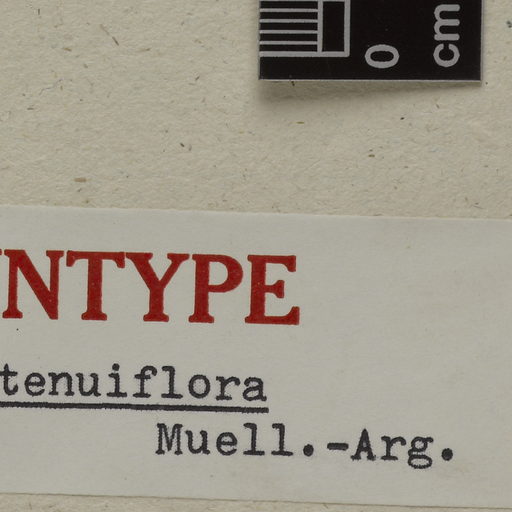 0 cm
NTYPE
tenuiflora
Muell.-Arg.